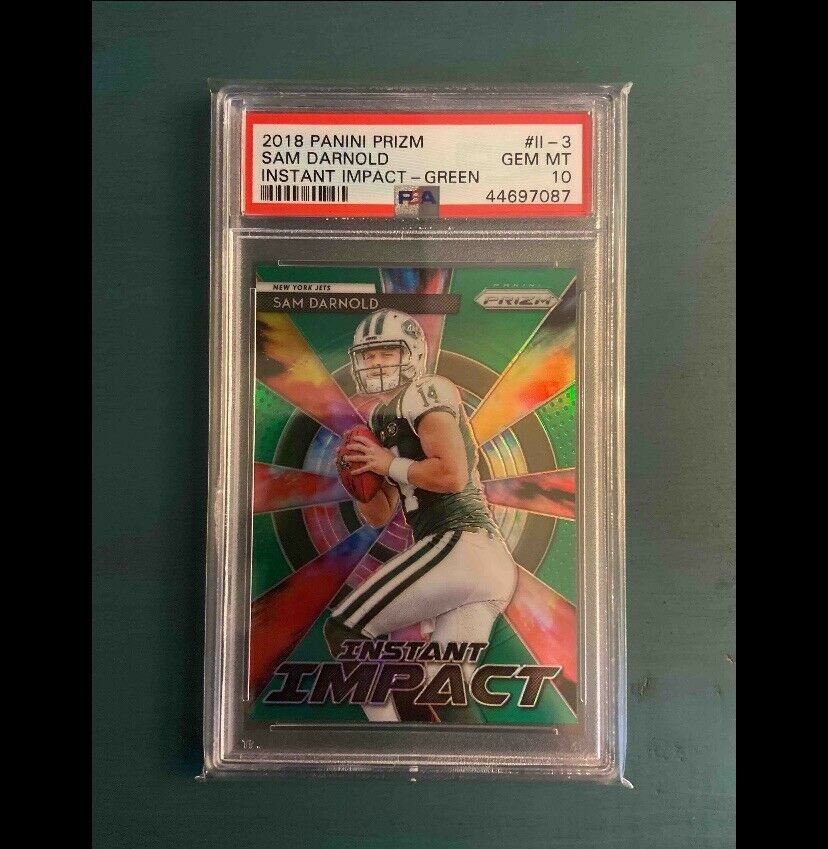 2018 PANINI PRIZM #II-3
SAM DARNOLD GEM MT
INSTANT IMPACT - GREEN 10
PSA 44697087
NEW YORK JETS
SAM DARNOLD
PANINI
PRIZM
14
14
INSTANT
IMPACT